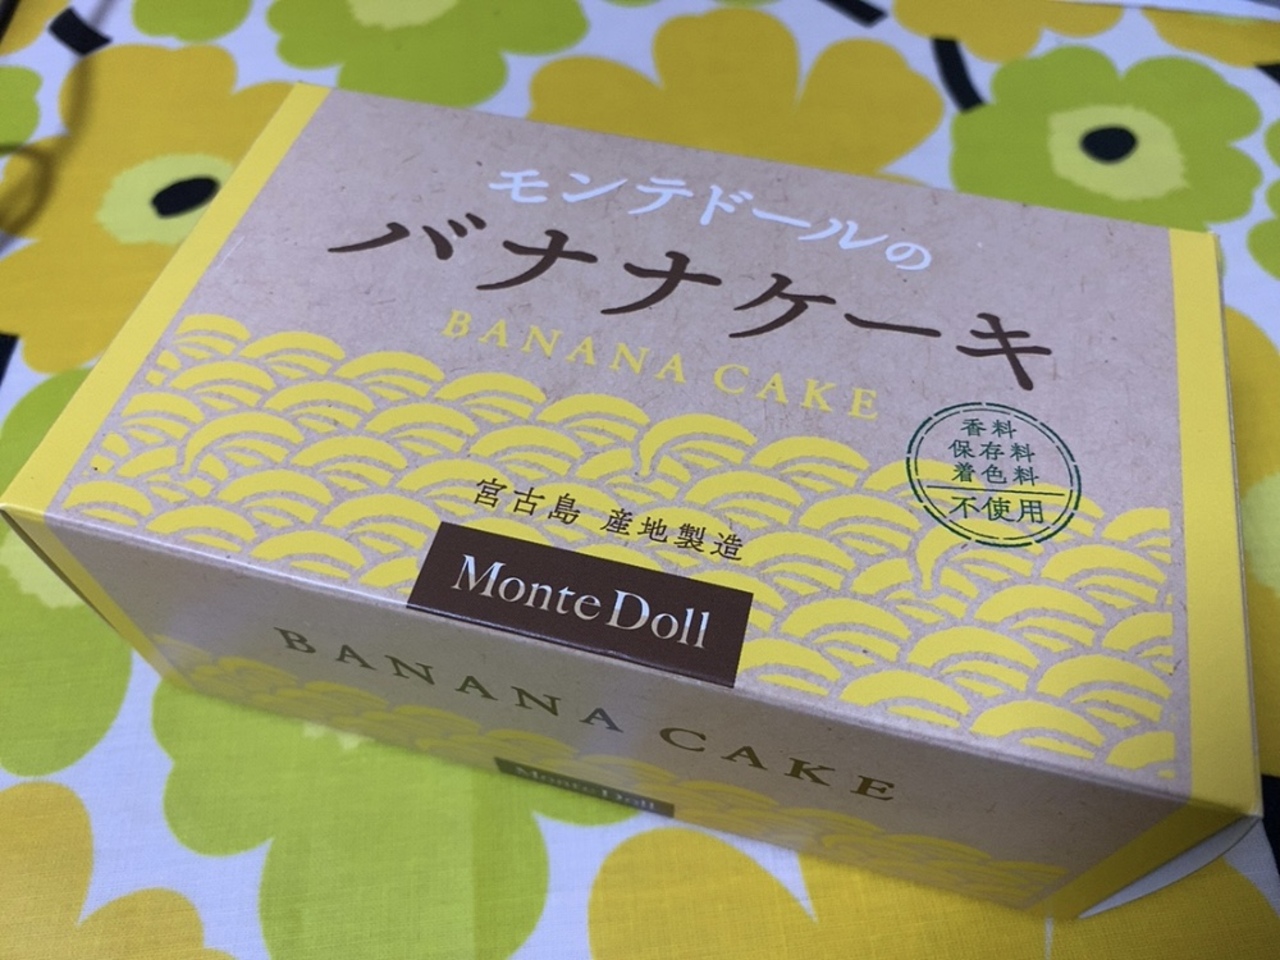 モンテドールの
バナナケーキ
BANANA CAKE
香料
保存料
着色料
不使用
宮古島 産地製造
Monte Doll
BANANA CAKE
Monte Doll